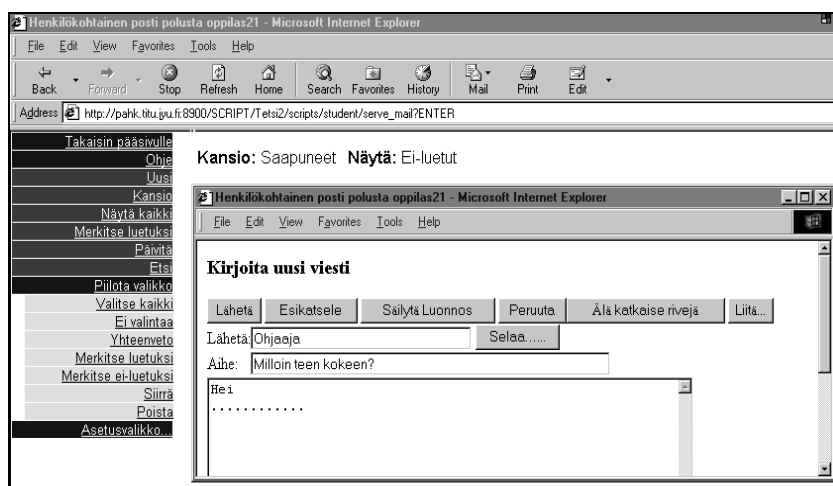 Henkilökohtainen posti polusta oppilas21 - Microsoft Internet Explorer
File Edit View Favorites Tools Help
Back Forward Stop Refresh Home Search Favorites History Mail Print Edit
Address http://pahk.titu.jyu.fi:8900/SCRIPT/Tetsi2/scripts/student/serve_mail?ENTER
Takaisin pääsivulle
Ohje
Uusi
Kansio
Näytä kaikki
Merkitse luetuksi
Päivitä
Etsi
Piilota valikko
Valitse kaikki
Ei valintaa
Yhteenveto
Merkitse luetuksi
Merkitse ei-luetuksi
Siirrä
Poista
Asetusvalikko...
Kansio: Saapuneet Näytä: Ei-luetut
Henkilökohtainen posti polusta oppilas21 - Microsoft Internet Explorer
File Edit View Favorites Tools Help
Kirjoita uusi viesti
Lähetä Esikatsele Säilytä Luonnos Peruuta Älä katkaise rivejä Liitä...
Lähetä: Ohjaaja Selaa......
Aihe: Milloin teen kokeen?
Hei
............